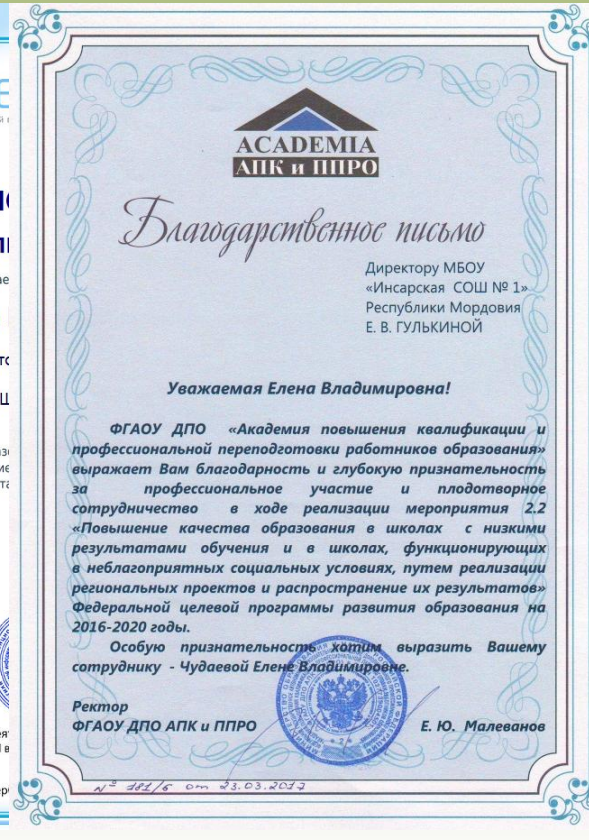 ACADEMIA
АПК и ППРО
Благодарственное письмо
Директору МБОУ
«Инсарская СОШ № 1»
Республики Мордовия
Е. В. ГУЛЬКИНОЙ
Уважаемая Елена Владимировна!
ФГАОУ ДПО «Академия повышения квалификации и
профессиональной переподготовки работников образования»
выражает Вам благодарность и глубокую признательность
за профессиональное участие и плодотворное
сотрудничество в ходе реализации мероприятия 2.2
«Повышение качества образования в школах с низкими
результатами обучения и в школах, функционирующих
в неблагоприятных социальных условиях, путем реализации
региональных проектов и распространение их результатов»
Федеральной целевой программы развития образования на
2016-2020 годы.
Особую признательность хотим выразить Вашему
сотруднику - Чудаевой Елене Владимировне.
Ректор
ФГАОУ ДПО АПК и ППРО Е. Ю. Малеванов
№ 181/б от 23.03.2017